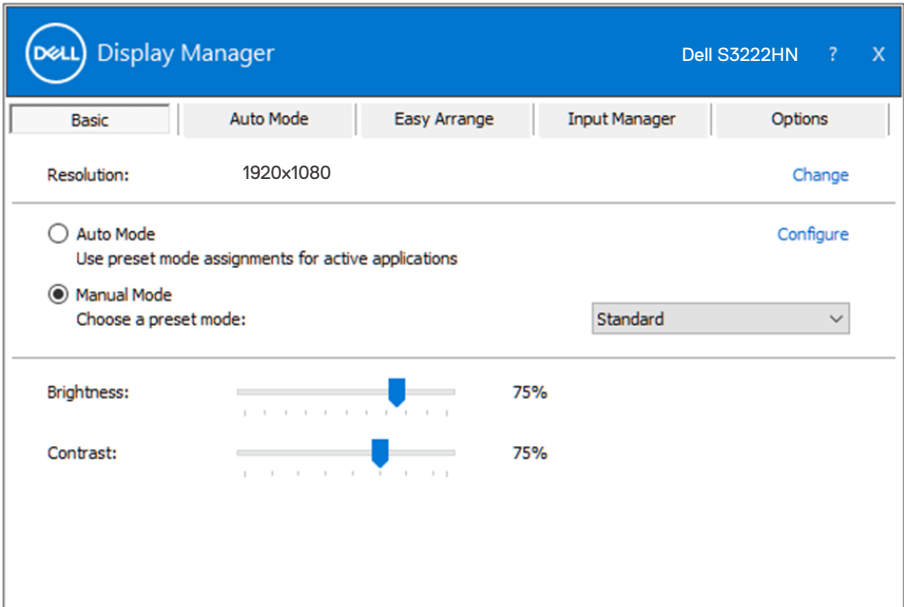 DELL Display Manager Dell S3222HN ? X
Basic Auto Mode Easy Arrange Input Manager Options
Resolution: 1920x1080 Change
Auto Mode Configure
Use preset mode assignments for active applications
Manual Mode
Choose a preset mode: Standard
Brightness: 75%
Contrast: 75%